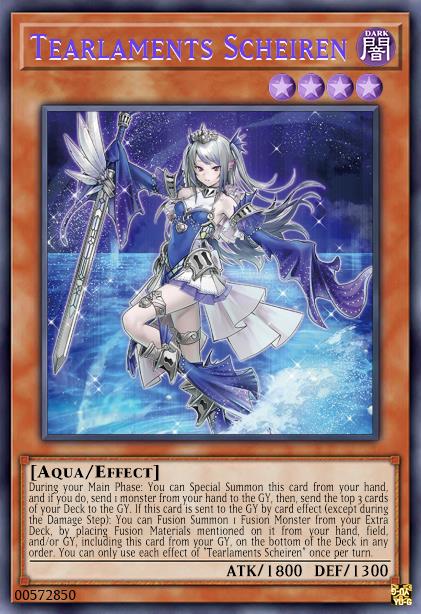 Tearlaments Scheiren
DARK
闇
[Aqua/Effect]
During your Main Phase: You can Special Summon this card from your hand,
and if you do, send 1 monster from your hand to the GY, then, send the top 3 cards
of your Deck to the GY. If this card is sent to the GY by card effect (except during
the Damage Step): You can Fusion Summon 1 Fusion Monster from your Extra
Deck, by placing Fusion Materials mentioned on it from your hand, field,
and/or GY, including this card from your GY, on the bottom of the Deck in any
order. You can only use each effect of "Tearlaments Scheiren" once per turn.
ATK/1800 DEF/1300
00572850